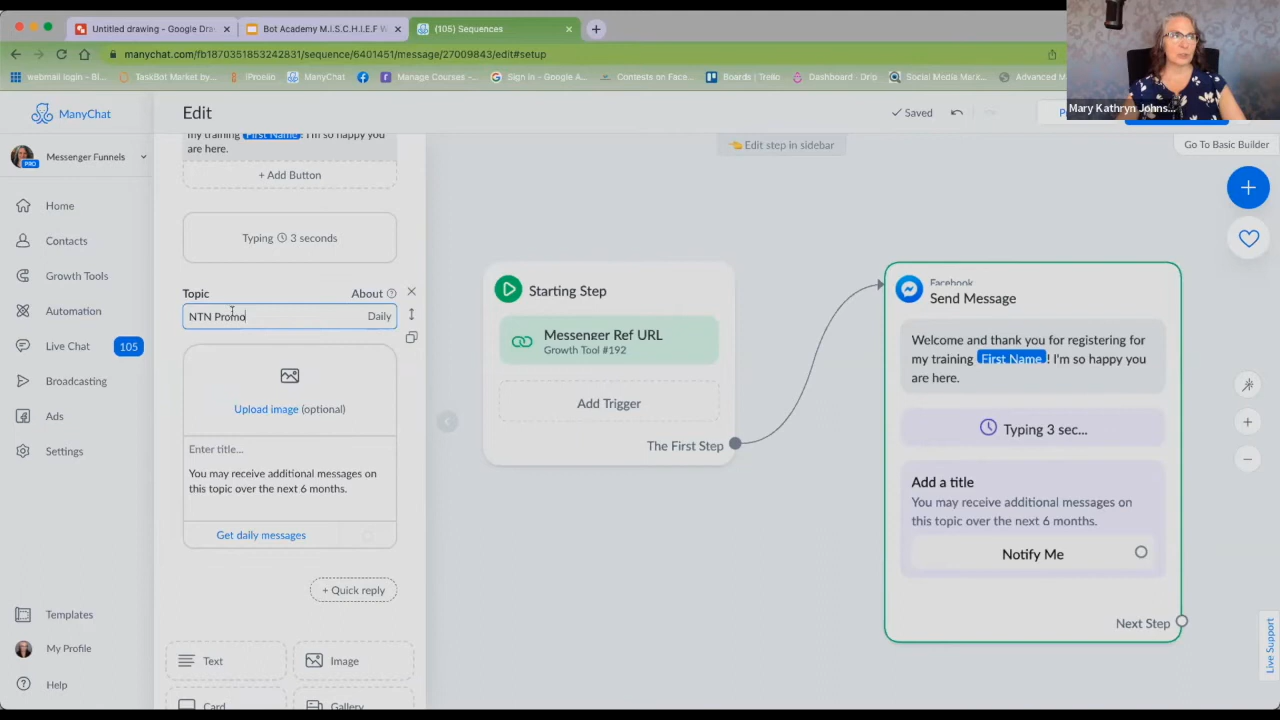 Untitled drawing - Google Dra
Bot Academy M.I.S.C.H.I.E.F W
(105) Sequences
manychat.com/fb1870351853242831/sequence/6401451/message/27009843/edit#setup
webmail login – Bl...
TaskBot Market by...
iProelio
ManyChat
Manage Courses –...
Sign in - Google A...
Contests on Face...
Boards | Trello
Dashboard · Drip
Social Media Mark...
Advanced M
Mary Kathryn Johns...
ManyChat
Edit
Saved
Messenger Funnels
PRO
Go To Basic Builder
Edit step in sidebar
Home
Contacts
Growth Tools
Automation
Live Chat
105
Broadcasting
Ads
Settings
Templates
My Profile
Help
my training First Name! I'm so happy you
are here.
+ Add Button
Typing 3 seconds
Topic
About
NTN Promo
Daily
Upload image (optional)
Enter title...
You may receive additional messages on
this topic over the next 6 months.
Get daily messages
+ Quick reply
Text
Image
Card
Gallery
Starting Step
Messenger Ref URL
Growth Tool #192
Add Trigger
The First Step
Facebook
Send Message
Welcome and thank you for registering for
my training First Name! I'm so happy you
are here.
Typing 3 sec...
Add a title
You may receive additional messages on
this topic over the next 6 months.
Notify Me
Next Step
Live Support